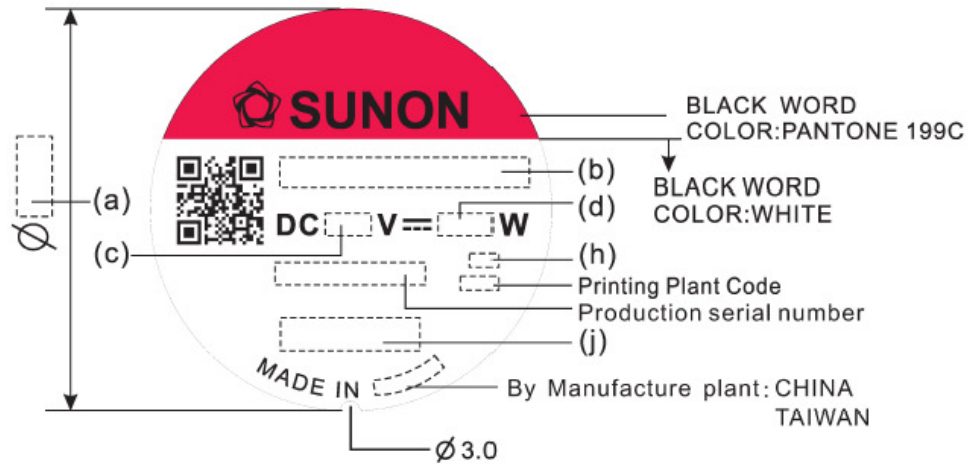 SUNON
BLACK WORD
COLOR:PANTONE 199C
BLACK WORD
COLOR:WHITE
(a)
Ø
(b)
DC V W
(d)
(c)
(h)
Printing Plant Code
Production serial number
(j)
MADE IN
By Manufacture plant: CHINA
TAIWAN
Ø3.0